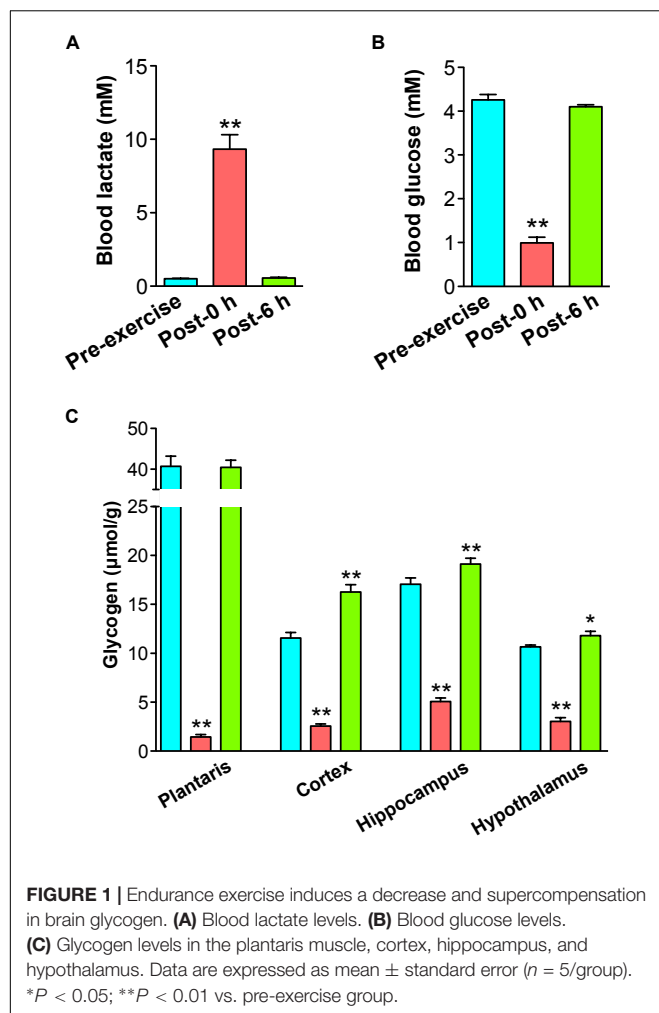 A
Blood lactate (mM)
15
10
5
0
**
Pre-exercise
Post-0 h
Post-6 h
B
Blood glucose (mM)
5
4
3
2
1
0
**
Pre-exercise
Post-0 h
Post-6 h
C
Glycogen (µmol/g)
50
40
25
20
15
10
5
0
**
**
**
**
**
**
*
Plantaris
Cortex
Hippocampus
Hypothalamus
FIGURE 1 | Endurance exercise induces a decrease and supercompensation
in brain glycogen. (A) Blood lactate levels. (B) Blood glucose levels.
(C) Glycogen levels in the plantaris muscle, cortex, hippocampus, and
hypothalamus. Data are expressed as mean ± standard error (n = 5/group).
*P < 0.05; **P < 0.01 vs. pre-exercise group.